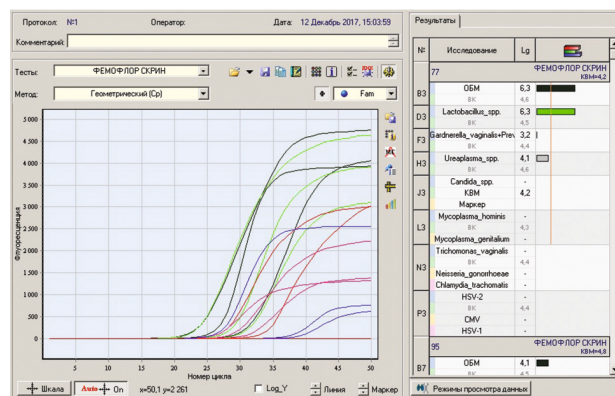 Протокол: №1 Оператор: Дата: 12 Декабрь 2017, 15:03:59
Комментарий:
Тесты: ФЕМОФЛОР СКРИН
Метод: Геометрический (Cp) Fam
Флуоресценция
5 000
4 500
4 000
3 500
3 000
2 500
2 000
1 500
1 000
500
0
5 10 15 20 25 30 35 40 45 50
Номер цикла
Шкала Auto On x=50,1 y=2 261 Log_Y Линия Маркер
Результаты
№ Исследование Lg
77 ФЕМОФЛОР СКРИН
КВМ=4,2
B3 ОБМ 6,3
ВК 4,6
D3 Lactobacillus_spp. 6,3
ВК 4,5
F3 Gardnerella_vaginalis+Prev 3,2
ВК 4,4
H3 Ureaplasma_spp. 4,1
ВК 4,6
J3 Candida_spp. -
КВМ 4,2
Маркер
L3 Mycoplasma_hominis -
ВК 4,3
Mycoplasma_genitalium -
N3 Trichomonas_vaginalis -
ВК 4,4
Neisseria_gonorrhoeae -
Chlamydia_trachomatis -
P3 HSV-2 -
ВК 4,4
CMV -
HSV-1 -
95 ФЕМОФЛОР СКРИН
КВМ=4,8
B7 ОБМ 4,1
ВК 4,5
Режимы просмотра данных